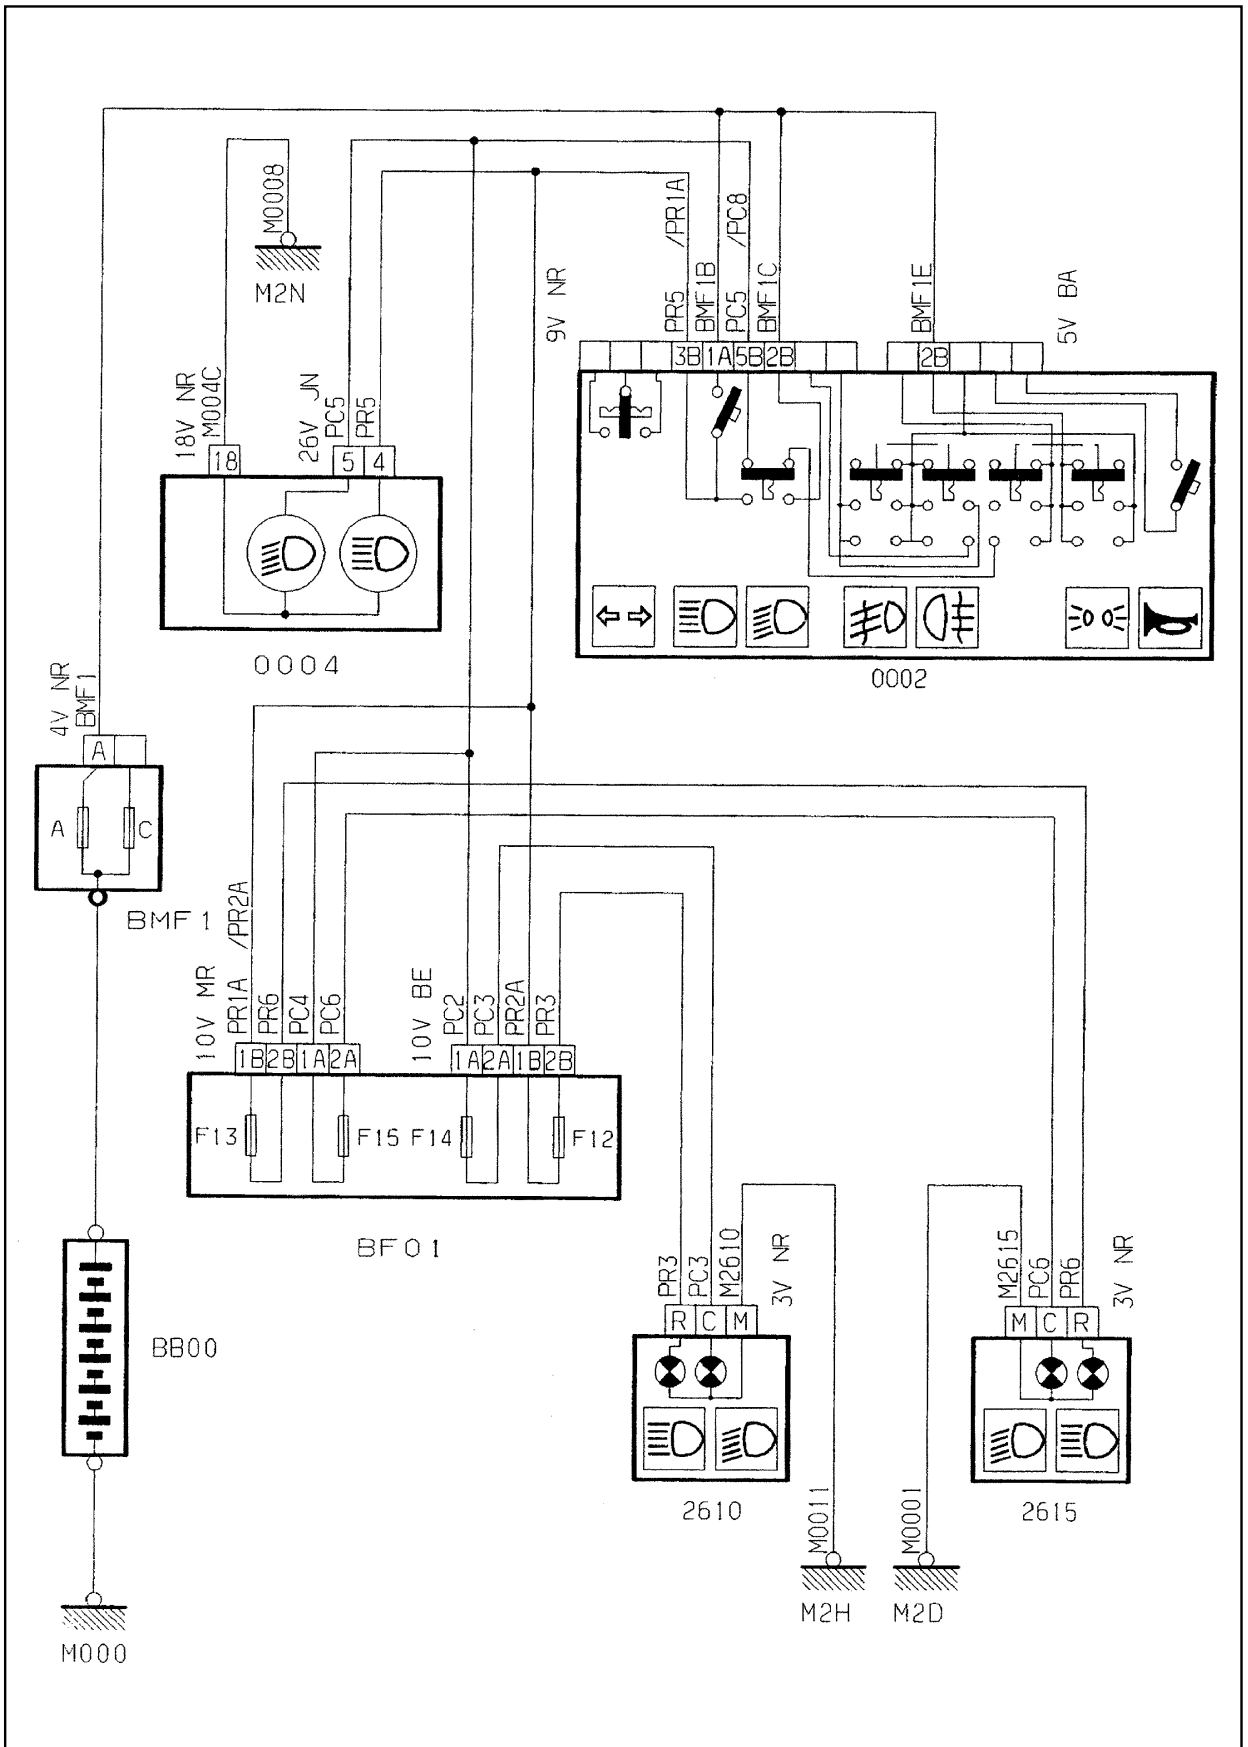 M0008
M2N
/PR1A
/PC8
9V NR
PR5
BMF1B
PC5
BMF1C
BMF1E
5V BA
3B 1A 5B 2B
2B
18V NR
M004C
26V JN
PC5
PR5
18
5 4
0004
0002
4V NR
BMF1
A
A
C
BMF1
10V MR
PR1A
/PR2A
PR6
PC4
PC6
10V BE
PC2
PC3
PR2A
PR3
1B 2B 1A 2A
1A 2A 1B 2B
F13
F15
F14
F12
BF01
PR3
PC3
M2610
3V NR
M2615
PC6
PR6
3V NR
R C M
M C R
BB00
2610
2615
M0011
M0001
M2H
M2D
M000